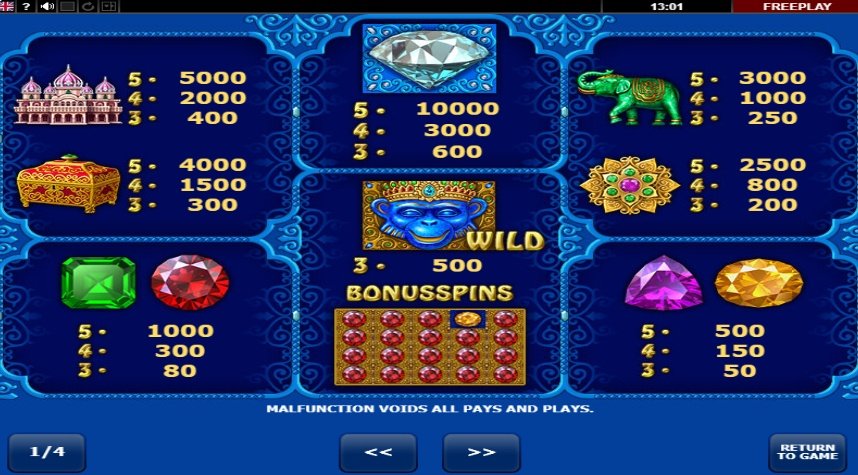 ? 13:01 FREEPLAY
5 - 5000
4 - 2000
3 - 400
5 - 10000
4 - 3000
3 - 600
5 - 3000
4 - 1000
3 - 250
5 - 4000
4 - 1500
3 - 300
WILD
3 - 500
5 - 2500
4 - 800
3 - 200
5 - 1000
4 - 300
3 - 80
BONUSSPINS
5 - 500
4 - 150
3 - 50
MALFUNCTION VOIDS ALL PAYS AND PLAYS.
1/4
<<
>>
RETURN
TO GAME